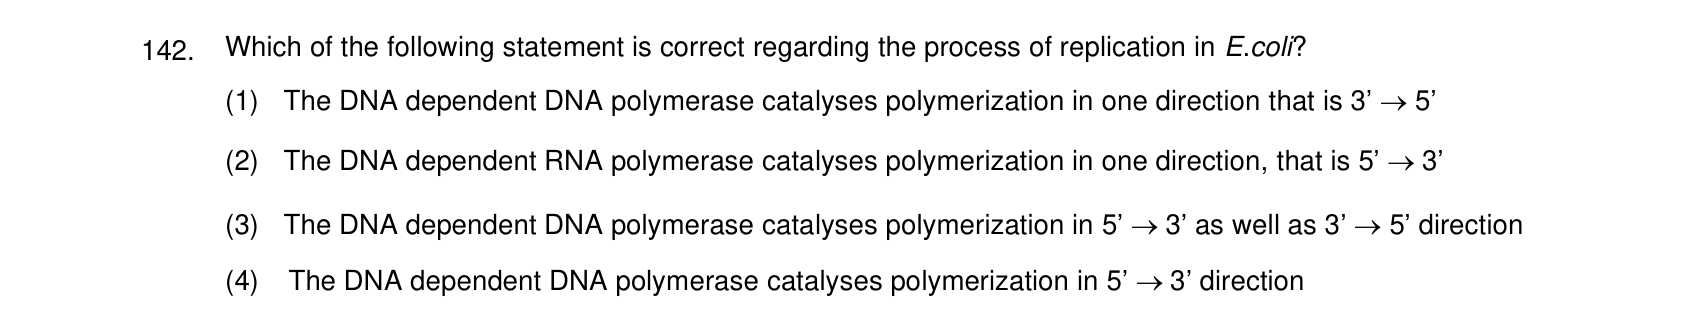 142. Which of the following statement is correct regarding the process of replication in E.coli?
(1) The DNA dependent DNA polymerase catalyses polymerization in one direction that is 3’ → 5’
(2) The DNA dependent RNA polymerase catalyses polymerization in one direction, that is 5’ → 3’
(3) The DNA dependent DNA polymerase catalyses polymerization in 5’ → 3’ as well as 3’ → 5’ direction
(4) The DNA dependent DNA polymerase catalyses polymerization in 5’ → 3’ direction